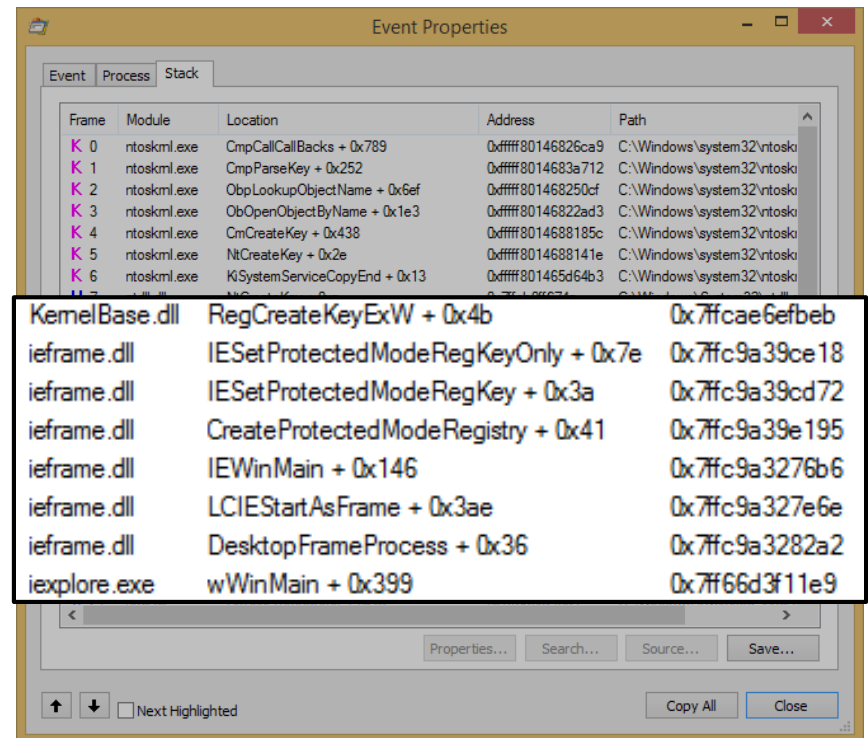 Event Properties
Event Process Stack
Frame Module Location Address Path
K 0 ntoskrnl.exe CmpCallCallBacks + 0x789 0xfffff80146826ca9 C:\Windows\system32\ntoskr
K 1 ntoskrnl.exe CmpParseKey + 0x252 0xfffff8014683a712 C:\Windows\system32\ntoskr
K 2 ntoskrnl.exe ObpLookupObjectName + 0x6ef 0xfffff801468250cf C:\Windows\system32\ntoskr
K 3 ntoskrnl.exe ObOpenObjectByName + 0x1e3 0xfffff80146822ad3 C:\Windows\system32\ntoskr
K 4 ntoskrnl.exe CmCreateKey + 0x438 0xfffff8014688185c C:\Windows\system32\ntoskr
K 5 ntoskrnl.exe NtCreateKey + 0x2e 0xfffff8014688141e C:\Windows\system32\ntoskr
K 6 ntoskrnl.exe KiSystemServiceCopyEnd + 0x13 0xfffff801465d64b3 C:\Windows\system32\ntoskr
KernelBase.dll RegCreateKeyExW + 0x4b 0x7ffcae6efbeb
ieframe.dll IESetProtectedModeRegKeyOnly + 0x7e 0x7ffc9a39ce18
ieframe.dll IESetProtectedModeRegKey + 0x3a 0x7ffc9a39cd72
ieframe.dll CreateProtectedModeRegistry + 0x41 0x7ffc9a39e195
ieframe.dll IEWinMain + 0x146 0x7ffc9a3276b6
ieframe.dll LCIEStartAsFrame + 0x3ae 0x7ffc9a327e6e
ieframe.dll DesktopFrameProcess + 0x36 0x7ffc9a3282a2
iexplore.exe wWinMain + 0x399 0x7ff66d3f11e9
Properties... Search... Source... Save...
Next Highlighted Copy All Close